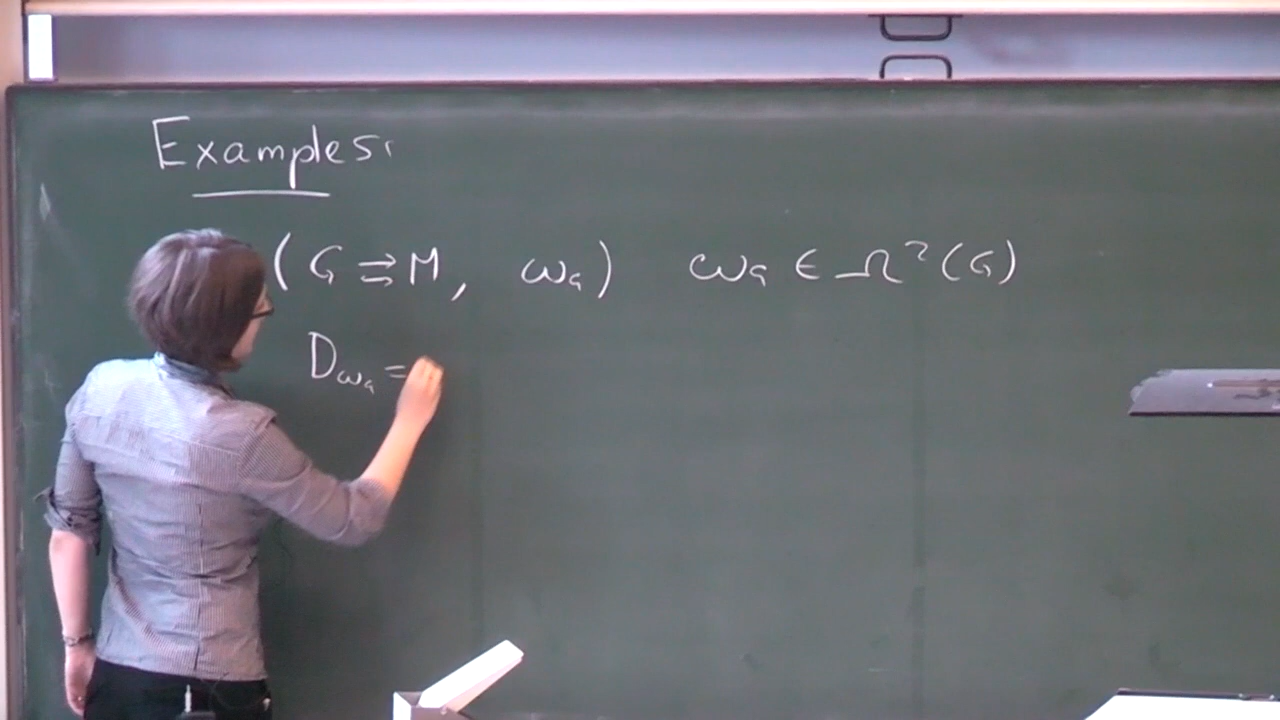 Examples:
(G ⇄ M, ω_G) ω_G ∈ Ω²(G)
D_{ω_G} =